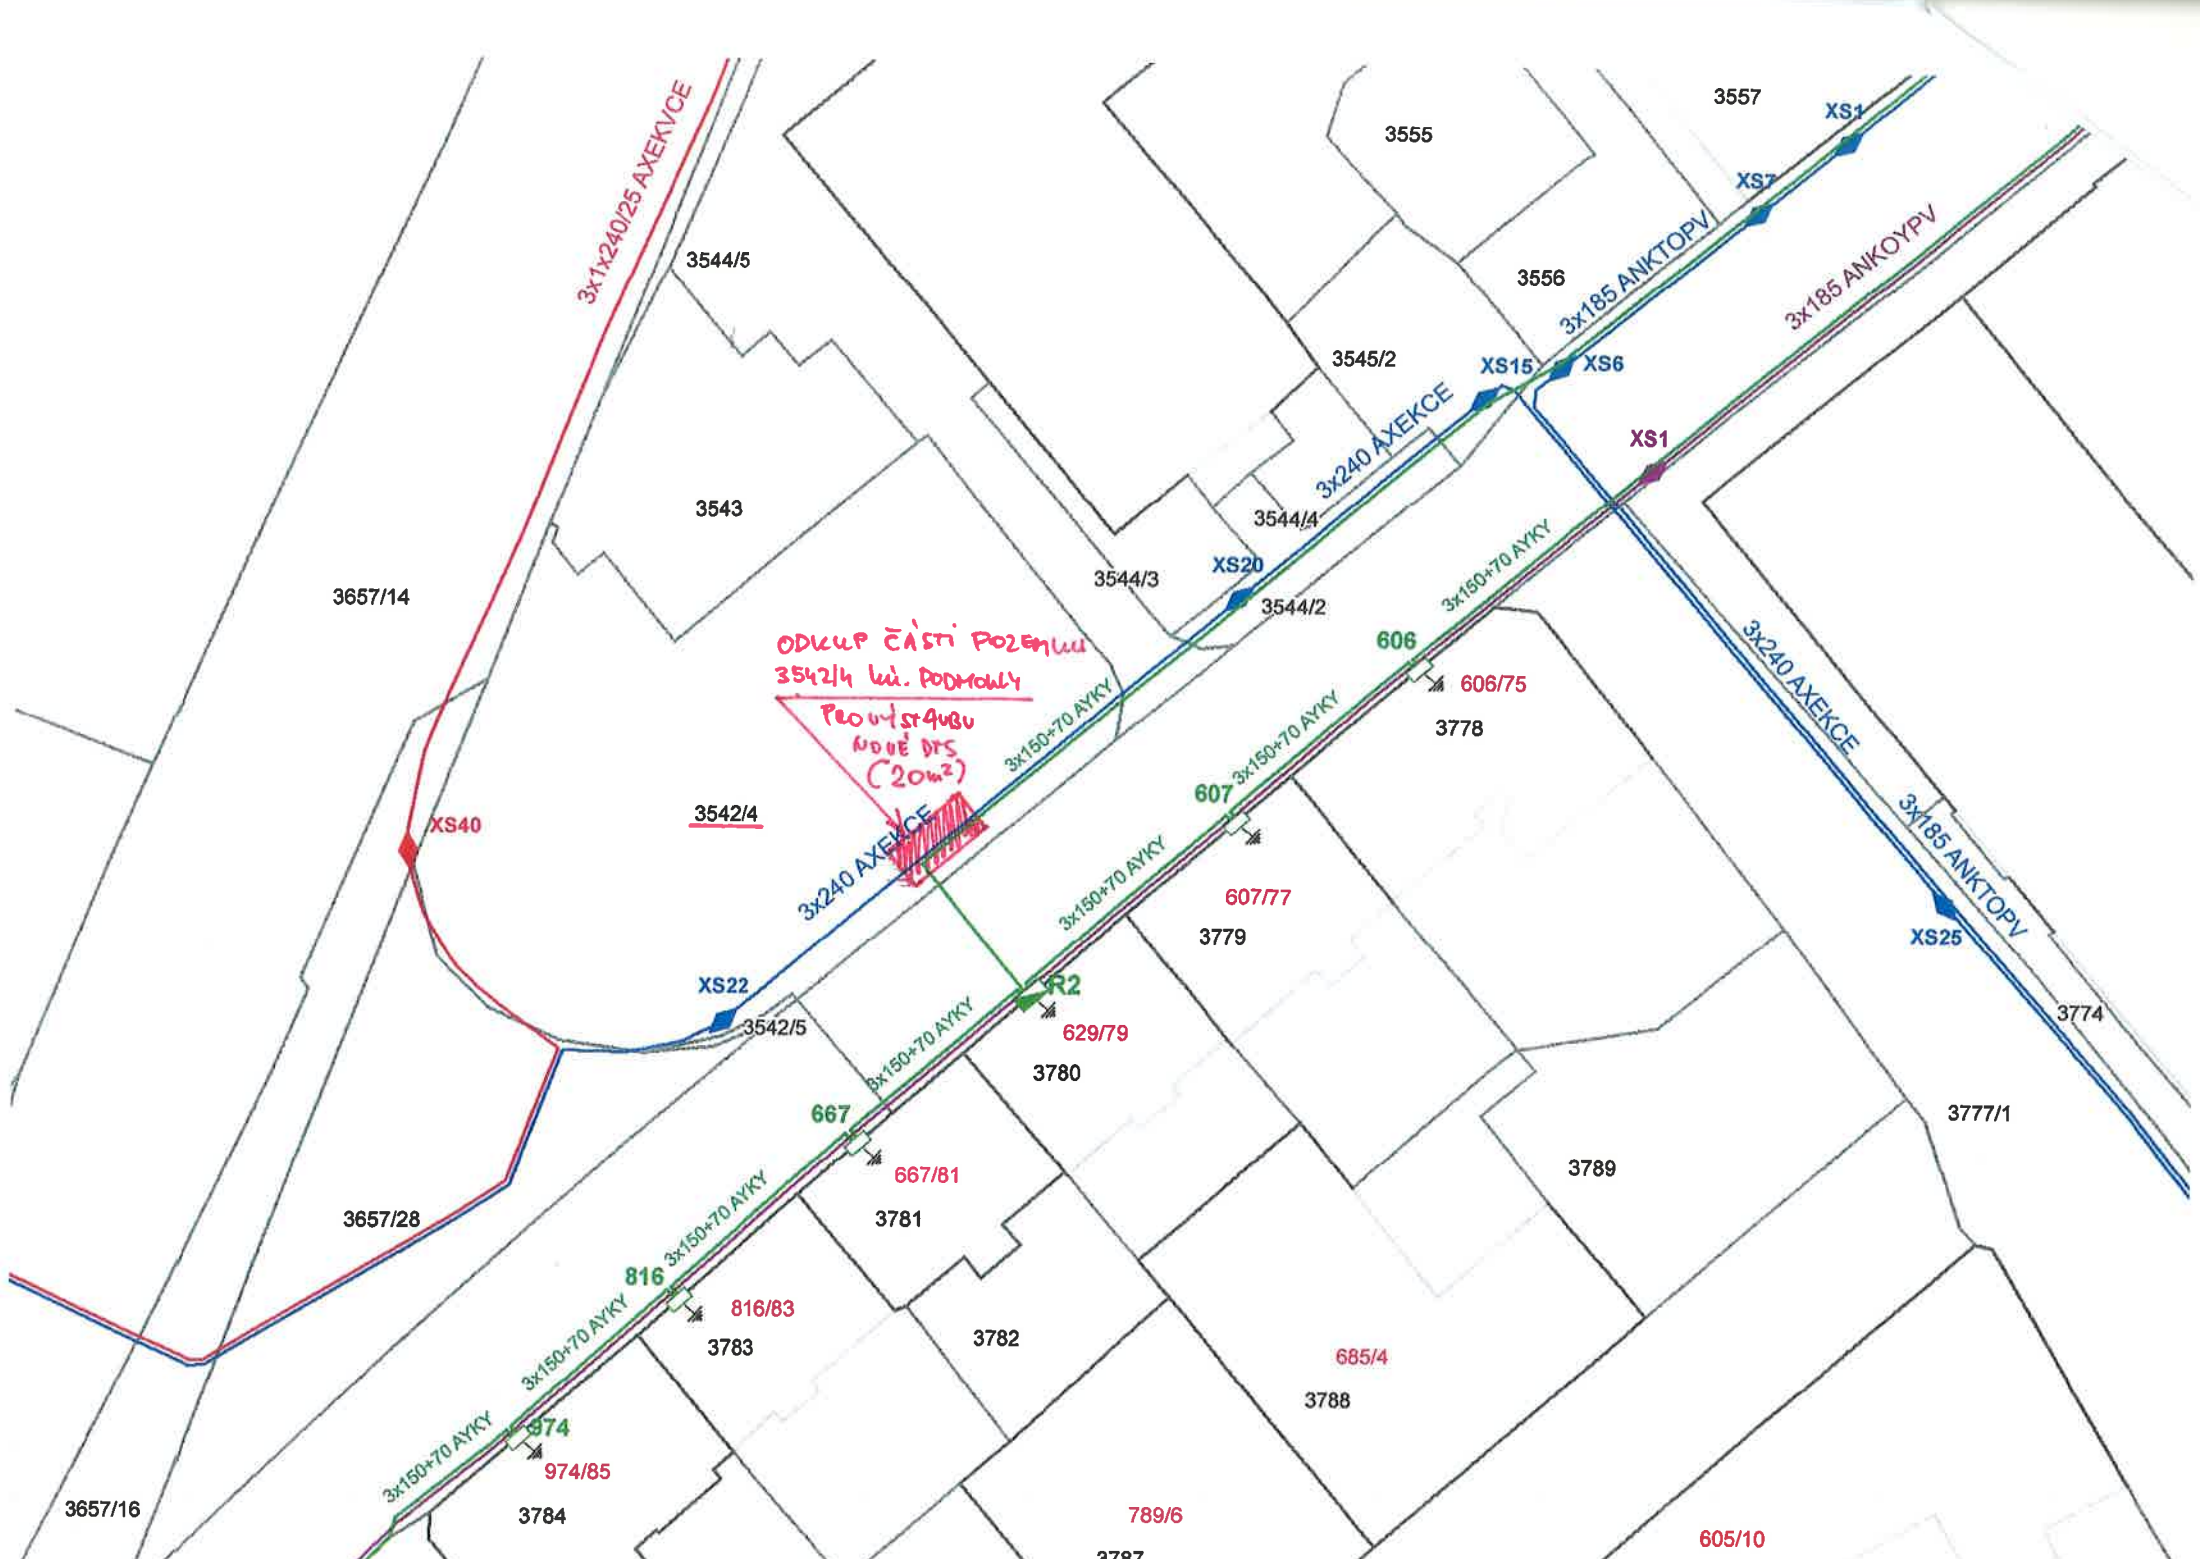 3557
XS1
3555
3x1x240/25 AXEKVCE
XS7
3x185 ANKTOPV
3x185 ANKOYPV
3544/5
3556
3545/2
XS15
XS6
3x240 AXEKCE
XS1
3543
3544/4
3x150+70 AYKY
XS20
3544/3
3544/2
3657/14
ODKUP ČÁSTI POZEMKU
3542/4 k.ú. PODMOKLY
PRO VÝSTAVBU
NOVÉ DTS
(20m²)
606
606/75
3778
3x240 AXEKCE
3x150+70 AYKY
3x150+70 AYKY
607
3542/4
XS40
3x240 AXEKCE
3x185 ANKTOPV
3x150+70 AYKY
607/77
3779
XS25
XS22
3542/5
R2
629/79
3780
3774
3x150+70 AYKY
667
3777/1
667/81
3781
3789
3657/28
3x150+70 AYKY
816
816/83
3783
3782
685/4
3788
3x150+70 AYKY
974
974/85
3784
3x150+70 AYKY
3657/16
789/6
3787
605/10